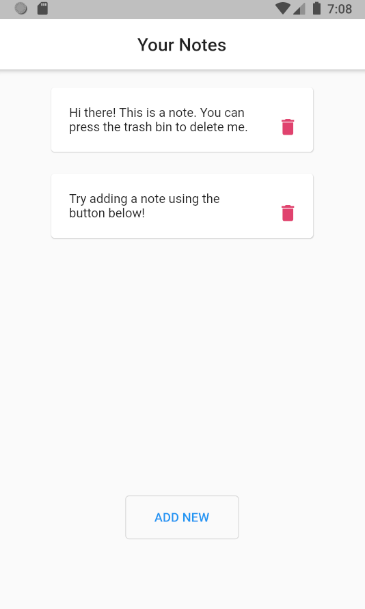 7:08
Your Notes
Hi there! This is a note. You can
press the trash bin to delete me.
Try adding a note using the
button below!
ADD NEW